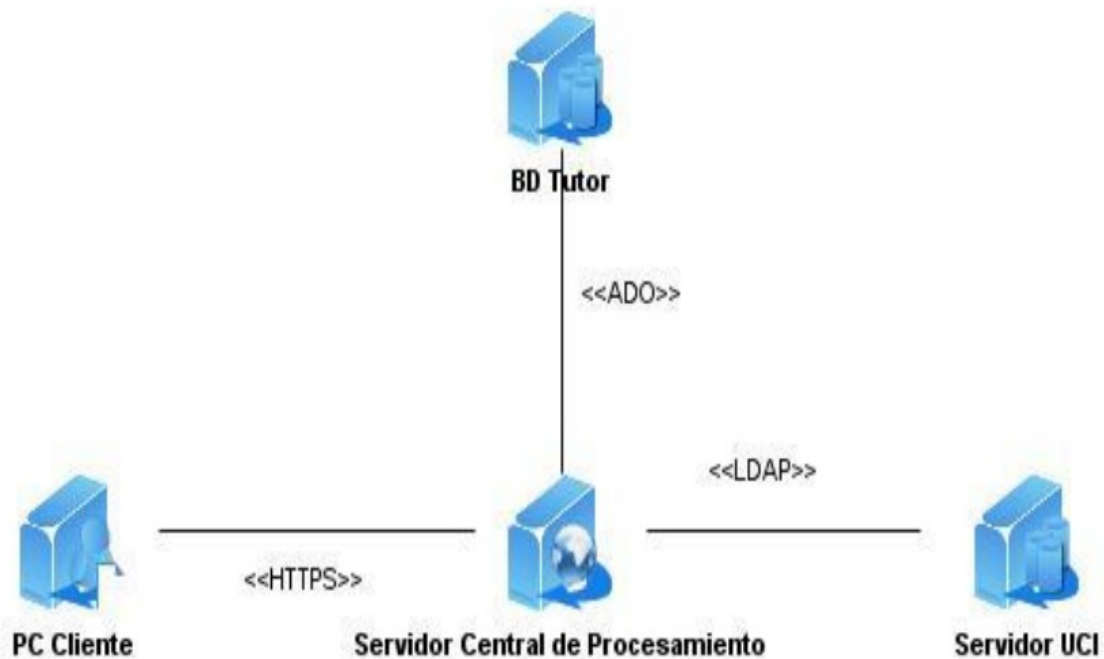 BD Tutor
<<ADO>>
<<LDAP>>
<<HTTPS>>
PC Cliente
Servidor Central de Procesamiento
Servidor UCI